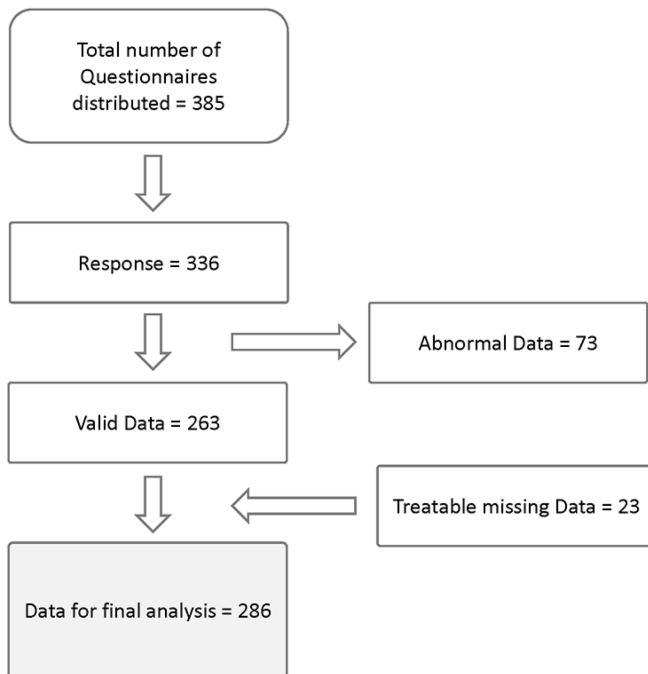 Total number of
Questionnaires
distributed = 385
Response = 336
Abnormal Data = 73
Valid Data = 263
Treatable missing Data = 23
Data for final analysis = 286